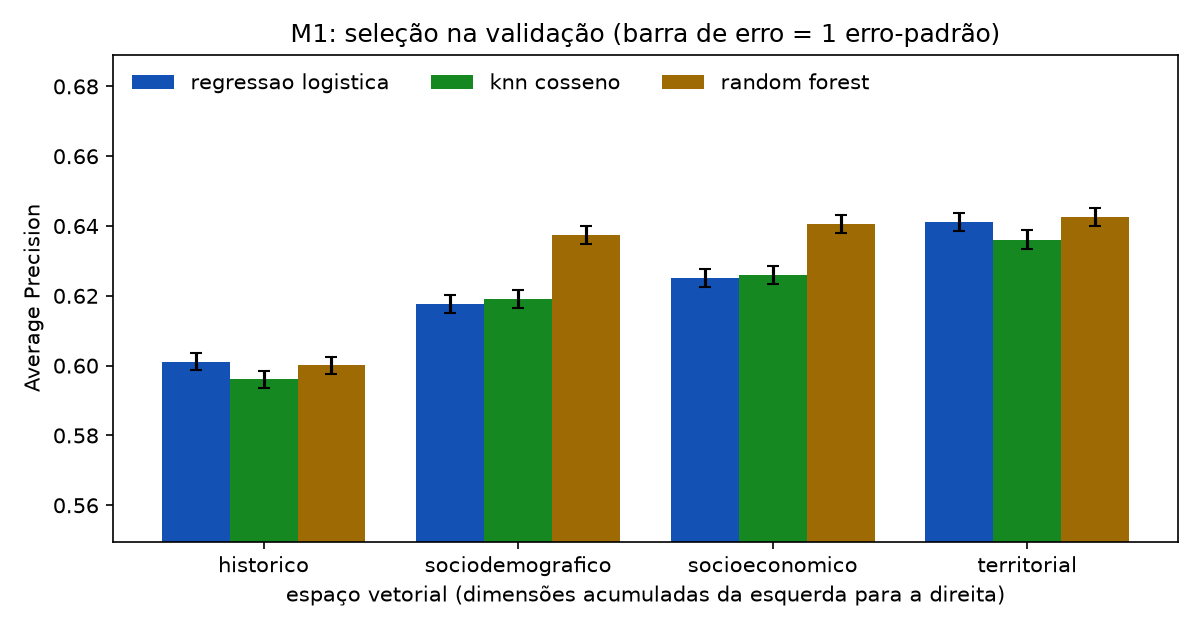 M1: seleção na validação (barra de erro = 1 erro-padrão)
regressao logistica
knn cosseno
random forest
0.68
0.66
0.64
0.62
0.60
0.58
0.56
Average Precision
historico
sociodemografico
socioeconomico
territorial
espaço vetorial (dimensões acumuladas da esquerda para a direita)